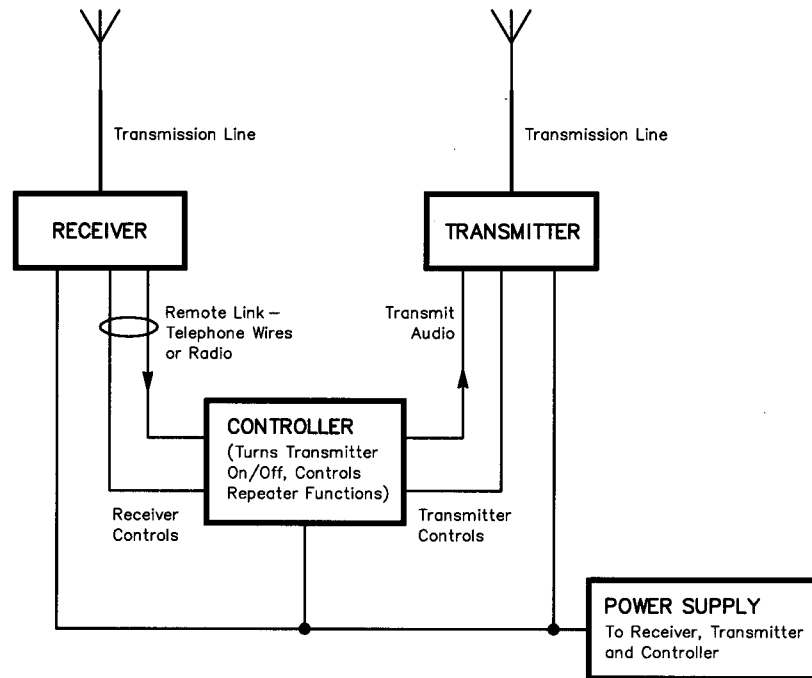 Transmission Line
Transmission Line
RECEIVER
TRANSMITTER
Remote Link –
Telephone Wires
or Radio
Transmit
Audio
CONTROLLER
(Turns Transmitter
On/Off, Controls
Repeater Functions)
Receiver
Controls
Transmitter
Controls
POWER SUPPLY
To Receiver, Transmitter
and Controller